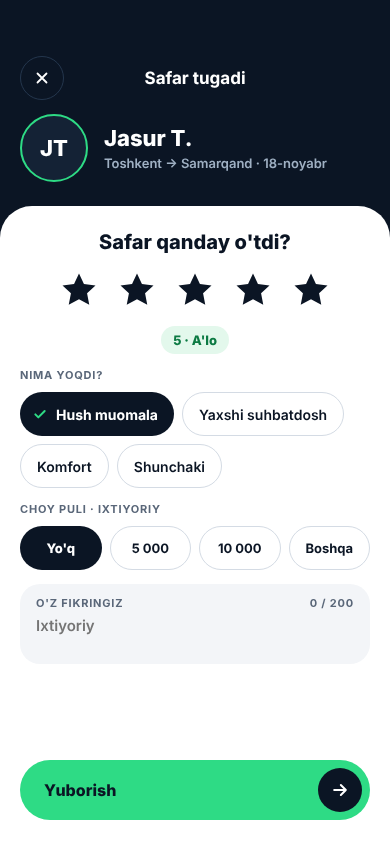 Safar tugadi
JT
Jasur T.
Toshkent → Samarqand · 18-noyabr
Safar qanday o'tdi?
5 · A'lo
NIMA YOQDI?
Hush muomala
Yaxshi suhbatdosh
Komfort
Shunchaki
CHOY PULI · IXTIYORIY
Yo'q
5 000
10 000
Boshqa
O'Z FIKRINGIZ
0 / 200
Ixtiyoriy
Yuborish